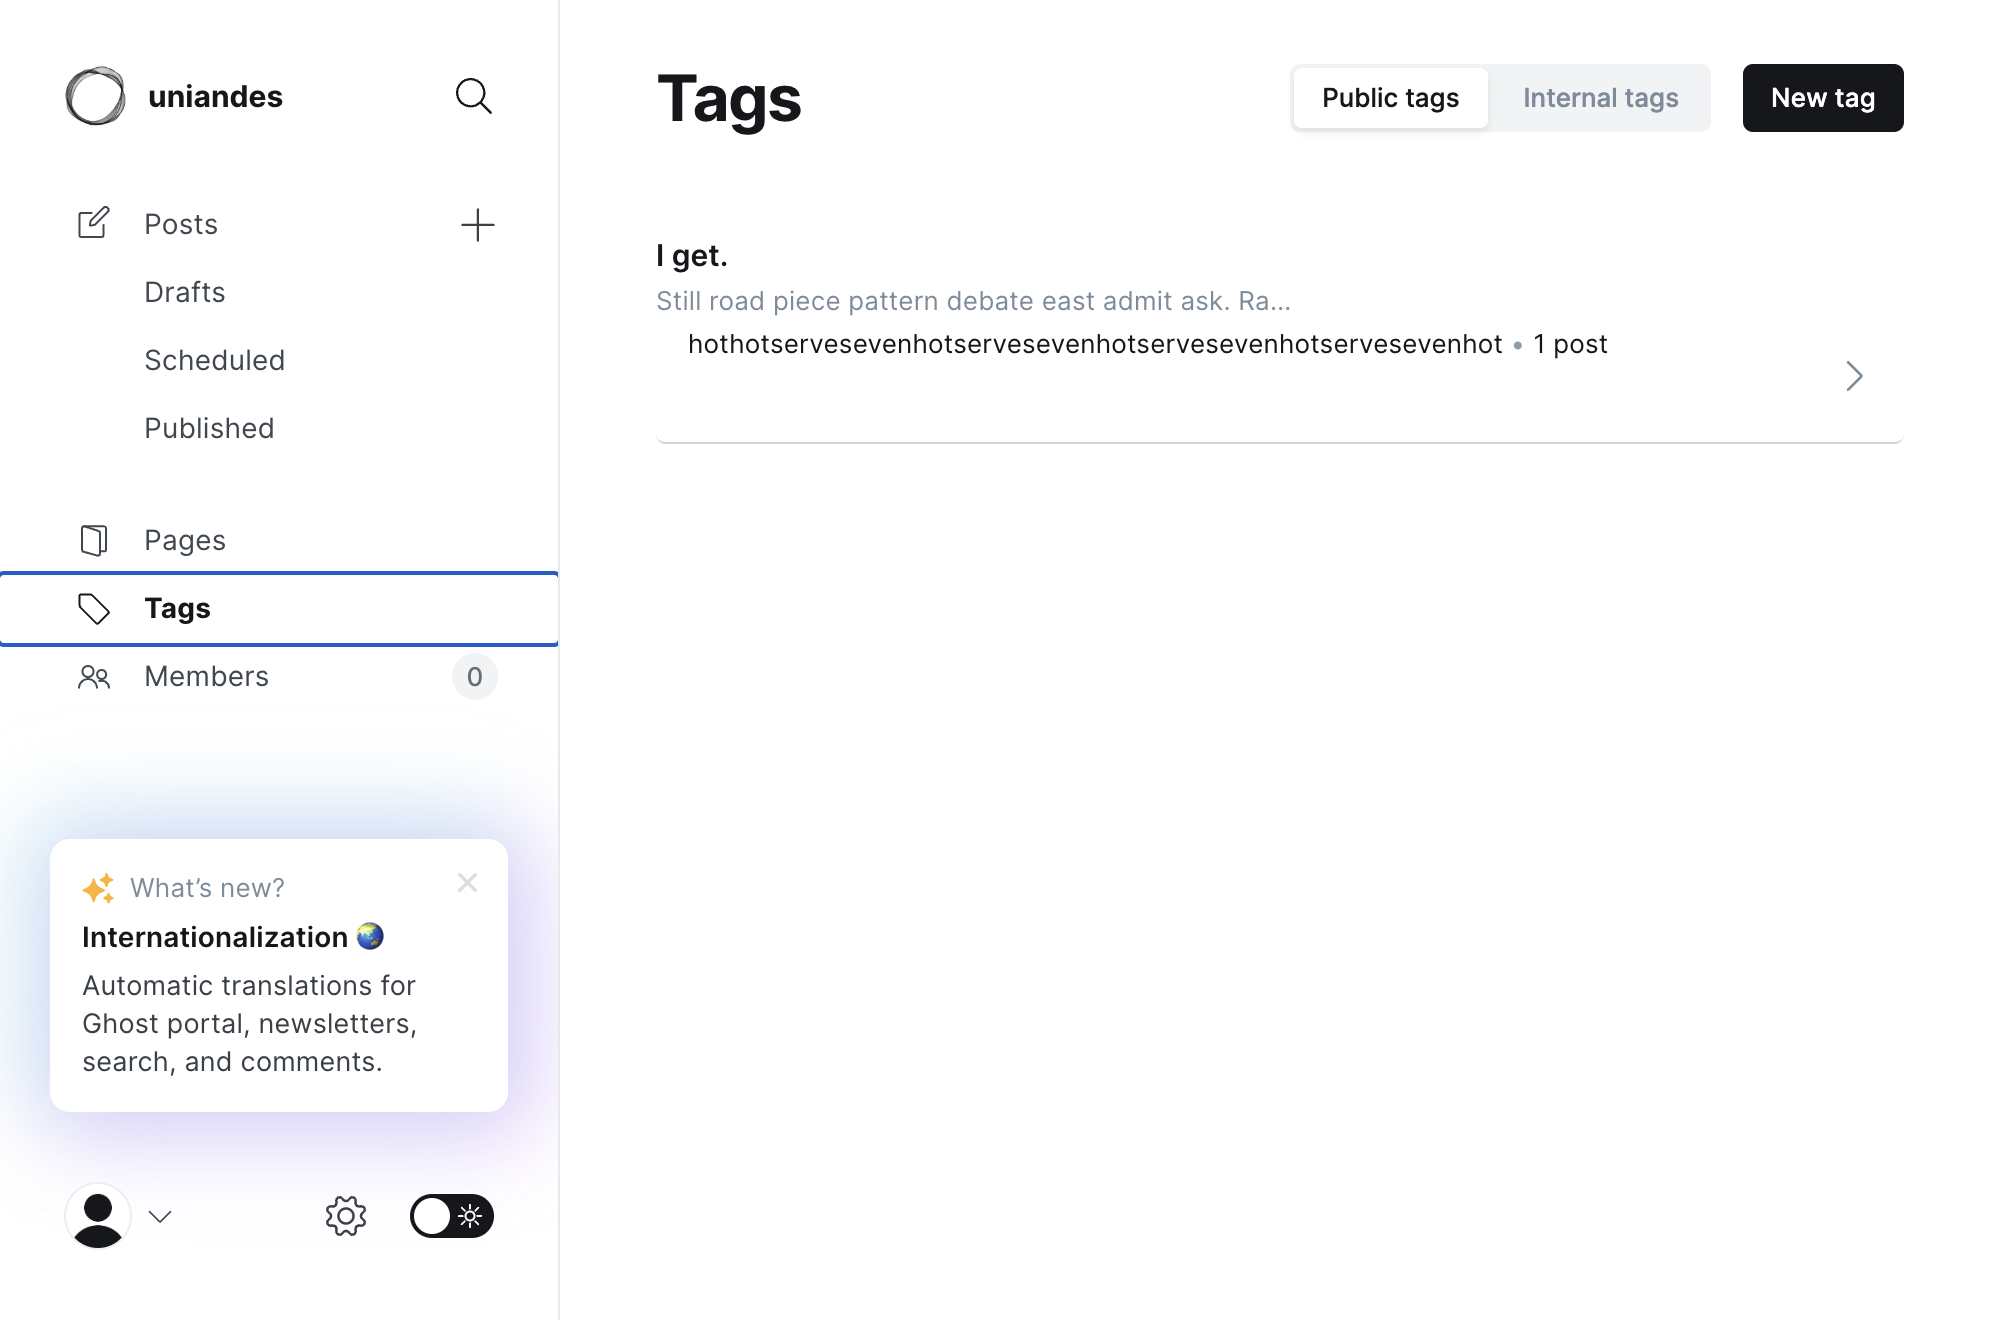 uniandes
Posts
Drafts
Scheduled
Published
Pages
Tags
Members 0
What's new?
Internationalization
Automatic translations for
Ghost portal, newsletters,
search, and comments.
Tags
Public tags Internal tags New tag
I get.
Still road piece pattern debate east admit ask. Ra...
hothotservesevenhotservesevenhotservesevenhotservesevenhot • 1 post